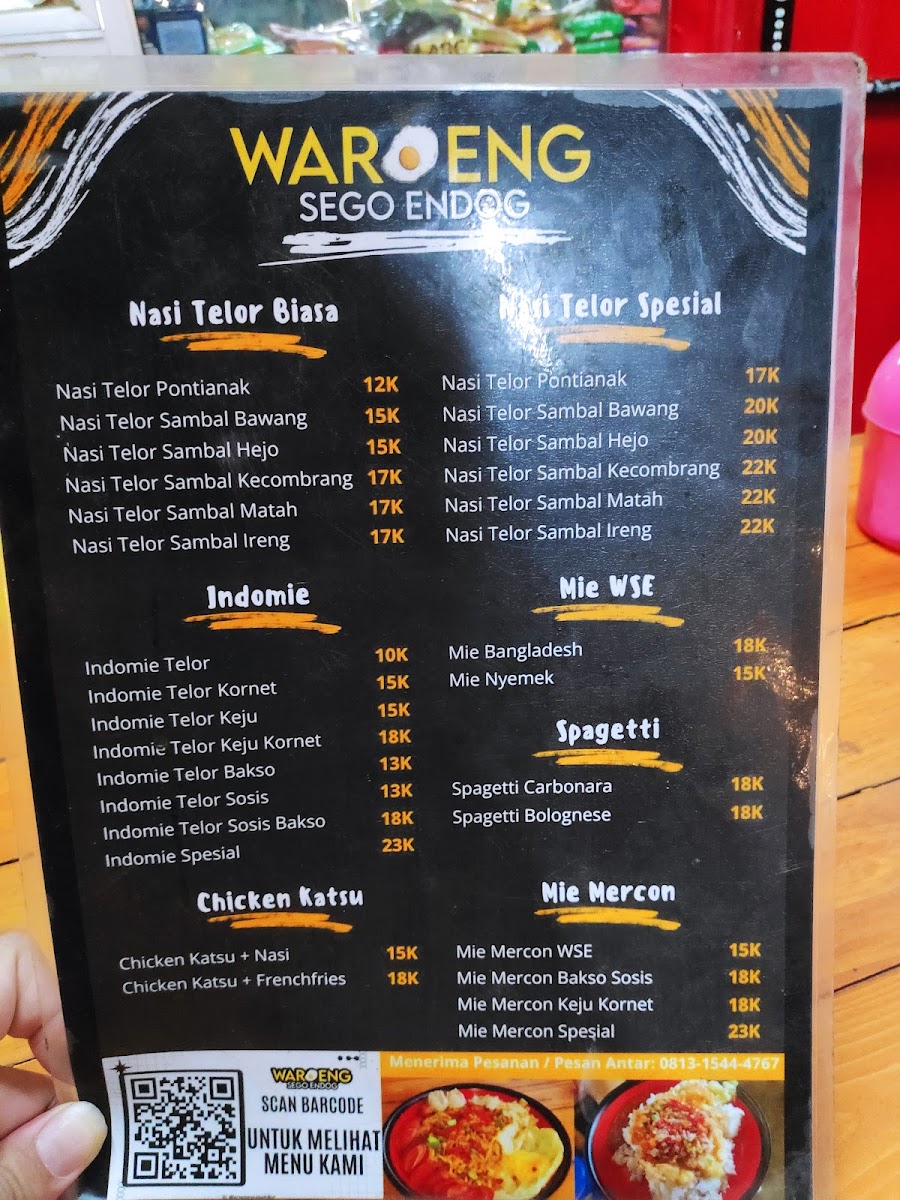 WAROENG
SEGO ENDOG
Nasi Telor Biasa
Nasi Telor Pontianak 12K
Nasi Telor Sambal Bawang 15K
Nasi Telor Sambal Hejo 15K
Nasi Telor Sambal Kecombrang 17K
Nasi Telor Sambal Matah 17K
Nasi Telor Sambal Ireng 17K
Nasi Telor Spesial
Nasi Telor Pontianak 17K
Nasi Telor Sambal Bawang 20K
Nasi Telor Sambal Hejo 20K
Nasi Telor Sambal Kecombrang 22K
Nasi Telor Sambal Matah 22K
Nasi Telor Sambal Ireng 22K
Indomie
Indomie Telor 10K
Indomie Telor Kornet 15K
Indomie Telor Keju 15K
Indomie Telor Keju Kornet 18K
Indomie Telor Bakso 13K
Indomie Telor Sosis 13K
Indomie Telor Sosis Bakso 18K
Indomie Spesial 23K
Mie WSE
Mie Bangladesh 18K
Mie Nyemek 15K
Spagetti
Spagetti Carbonara 18K
Spagetti Bolognese 18K
Chicken Katsu
Chicken Katsu + Nasi 15K
Chicken Katsu + Frenchfries 18K
Mie Mercon
Mie Mercon WSE 15K
Mie Mercon Bakso Sosis 18K
Mie Mercon Keju Kornet 18K
Mie Mercon Spesial 23K
Menerima Pesanan / Pesan Antar: 0813-1544-4767
WAROENG
SEGO ENDOG
SCAN BARCODE
UNTUK MELIHAT
MENU KAMI